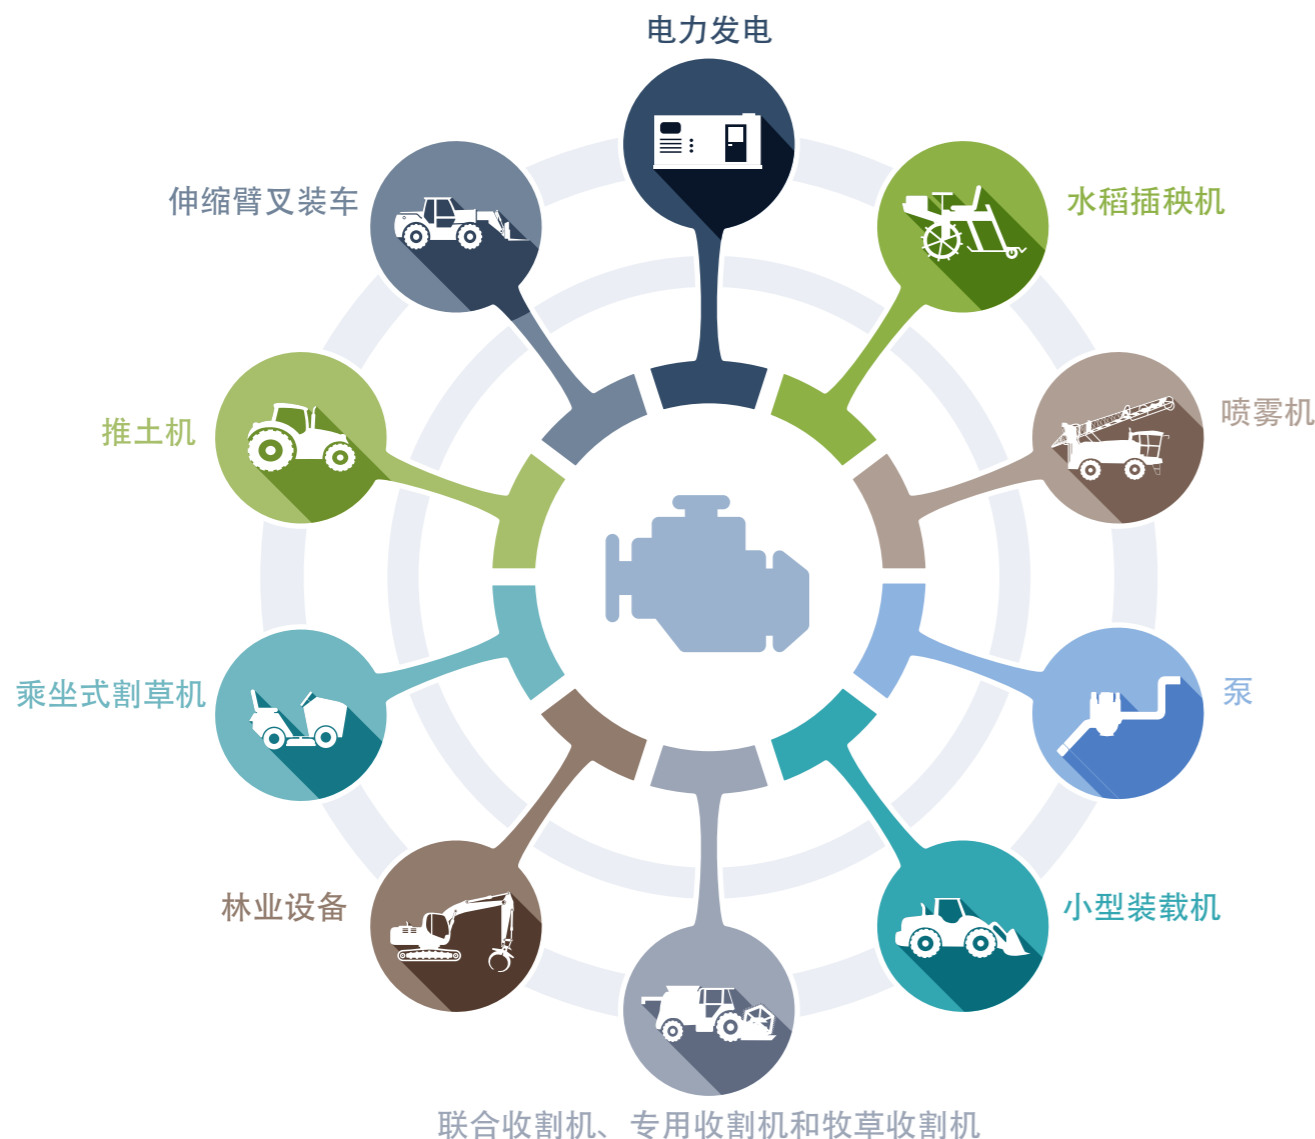 电力发电
伸缩臂叉装车
水稻插秧机
推土机
喷雾机
乘坐式割草机
泵
林业设备
小型装载机
联合收割机、专用收割机和牧草收割机